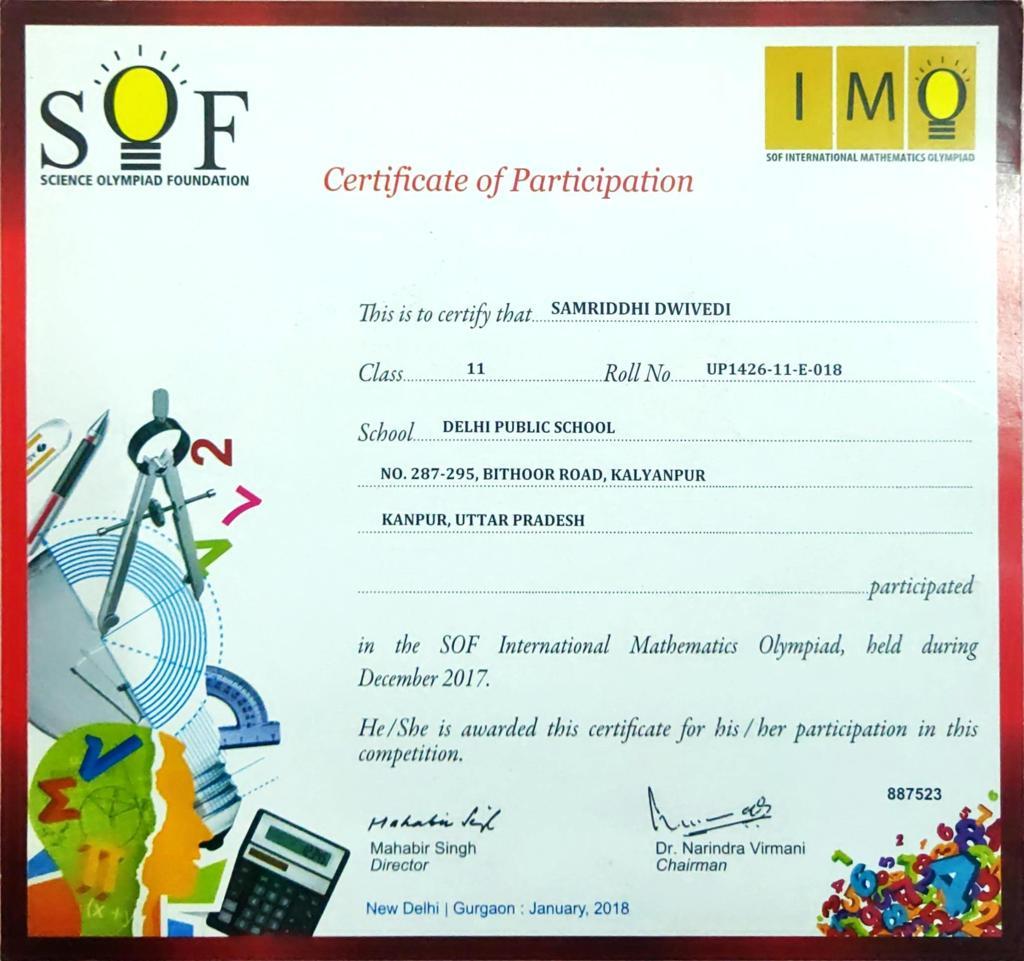 SOF
SCIENCE OLYMPIAD FOUNDATION
IMO
SOF INTERNATIONAL MATHEMATICS OLYMPIAD
Certificate of Participation
This is to certify that SAMRIDDHI DWIVEDI
Class 11 Roll No UP1426-11-E-018
School DELHI PUBLIC SCHOOL
NO. 287-295, BITHOOR ROAD, KALYANPUR
KANPUR, UTTAR PRADESH
participated
in the SOF International Mathematics Olympiad, held during
December 2017.
He/She is awarded this certificate for his / her participation in this
competition.
887523
Mahabir Singh
Director
Dr. Narindra Virmani
Chairman
New Delhi | Gurgaon : January, 2018